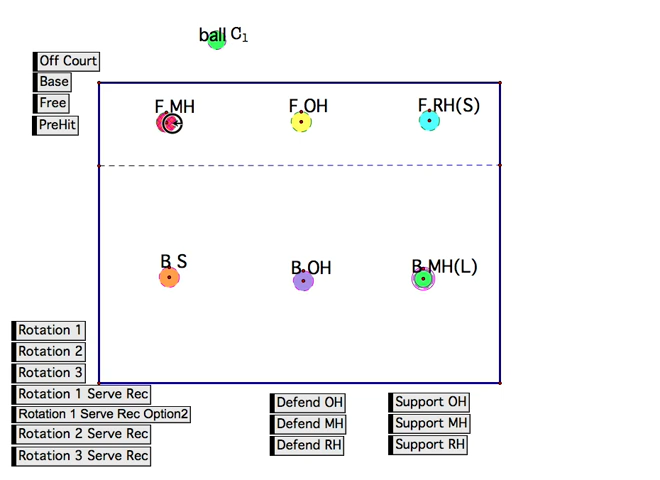 ball C₁
Off Court
Base
Free
PreHit
F.MH
F.OH
F.RH(S)
B.S
B.OH
B.MH(L)
Rotation 1
Rotation 2
Rotation 3
Rotation 1 Serve Rec
Rotation 1 Serve Rec Option2
Rotation 2 Serve Rec
Rotation 3 Serve Rec
Defend OH
Defend MH
Defend RH
Support OH
Support MH
Support RH